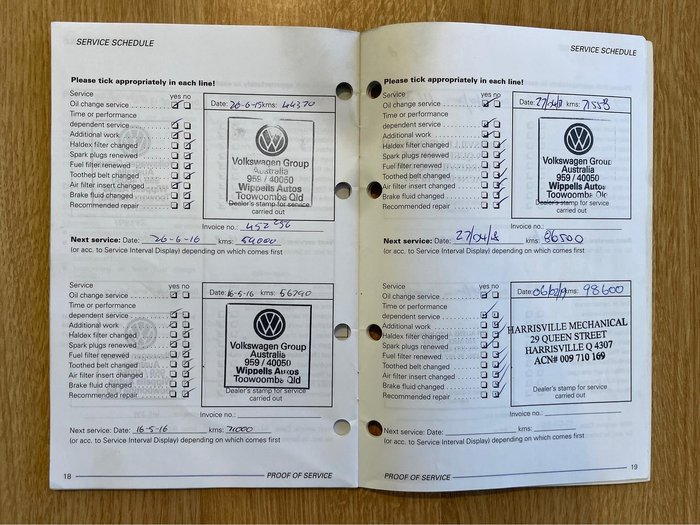 SERVICE SCHEDULE
Please tick appropriately in each line!
Service yes no
Oil change service
Time or performance
dependent service
Additional work
Haldex filter changed
Spark plugs renewed
Fuel filter renewed
Toothed belt changed
Air filter insert changed
Brake fluid changed
Recommended repair
Date: 26-6-15 kms: 44370
Volkswagen Group
Australia
959 / 40050
Wippells Autos
Toowoomba Qld
Dealer's stamp for service
carried out
Invoice no.:
Next service: Date: 26-6-16 kms:
(or acc. to Service Interval Display) depending on which comes first
Service yes no
Oil change service
Time or performance
dependent service
Additional work
Haldex filter changed
Spark plugs renewed
Fuel filter renewed
Toothed belt changed
Air filter insert changed
Brake fluid changed
Recommended repair
Date: 16-5-16 kms: 56290
Volkswagen Group
Australia
959 / 40050
Wippells Autos
Toowoomba Qld
Dealer's stamp for service
carried out
Invoice no.:
Next service: Date: 16-5-16 kms: 71000
(or acc. to Service Interval Display) depending on which comes first
18 PROOF OF SERVICE
SERVICE SCHEDULE
Please tick appropriately in each line!
Service yes no
Oil change service
Time or performance
dependent service
Additional work
Haldex filter changed
Spark plugs renewed
Fuel filter renewed
Toothed belt changed
Air filter insert changed
Brake fluid changed
Recommended repair
Date: kms: 71558
Volkswagen Group
Australia
959 / 40050
Wippells Autos
Toowoomba Qld
Dealer's stamp for service
carried out
Invoice no.:
Next service: Date: 27/04/18 kms: 86500
(or acc. to Service Interval Display) depending on which comes first
Service yes no
Oil change service
Time or performance
dependent service
Additional work
Haldex filter changed
Spark plugs renewed
Fuel filter renewed
Toothed belt changed
Air filter insert changed
Brake fluid changed
Recommended repair
Date: 06/02/19 kms: 98600
HARRISVILLE MECHANICAL
29 QUEEN STREET
HARRISVILLE Q 4307
ACN# 009 710 169
Dealer's stamp for service
carried out
Invoice no.:
Next service: Date: kms:
(or acc. to Service Interval Display) depending on which comes first
PROOF OF SERVICE 19